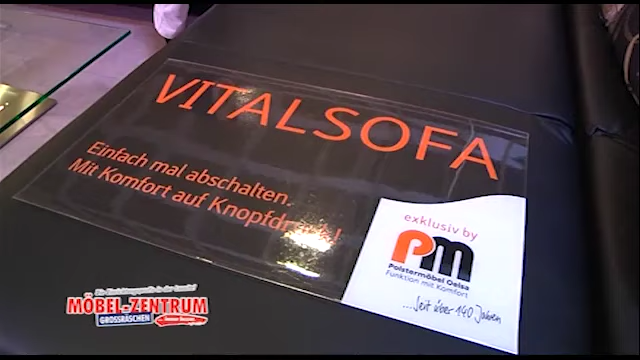 VITALSOFA
Einfach mal abschalten.
Mit Komfort auf Knopfdruck!
exklusiv by
Pm
Polstermöbel Oelsa
Funktion mit Komfort
...seit über 140 Jahren
MÖBEL-ZENTRUM
GROSSRÄSCHEN